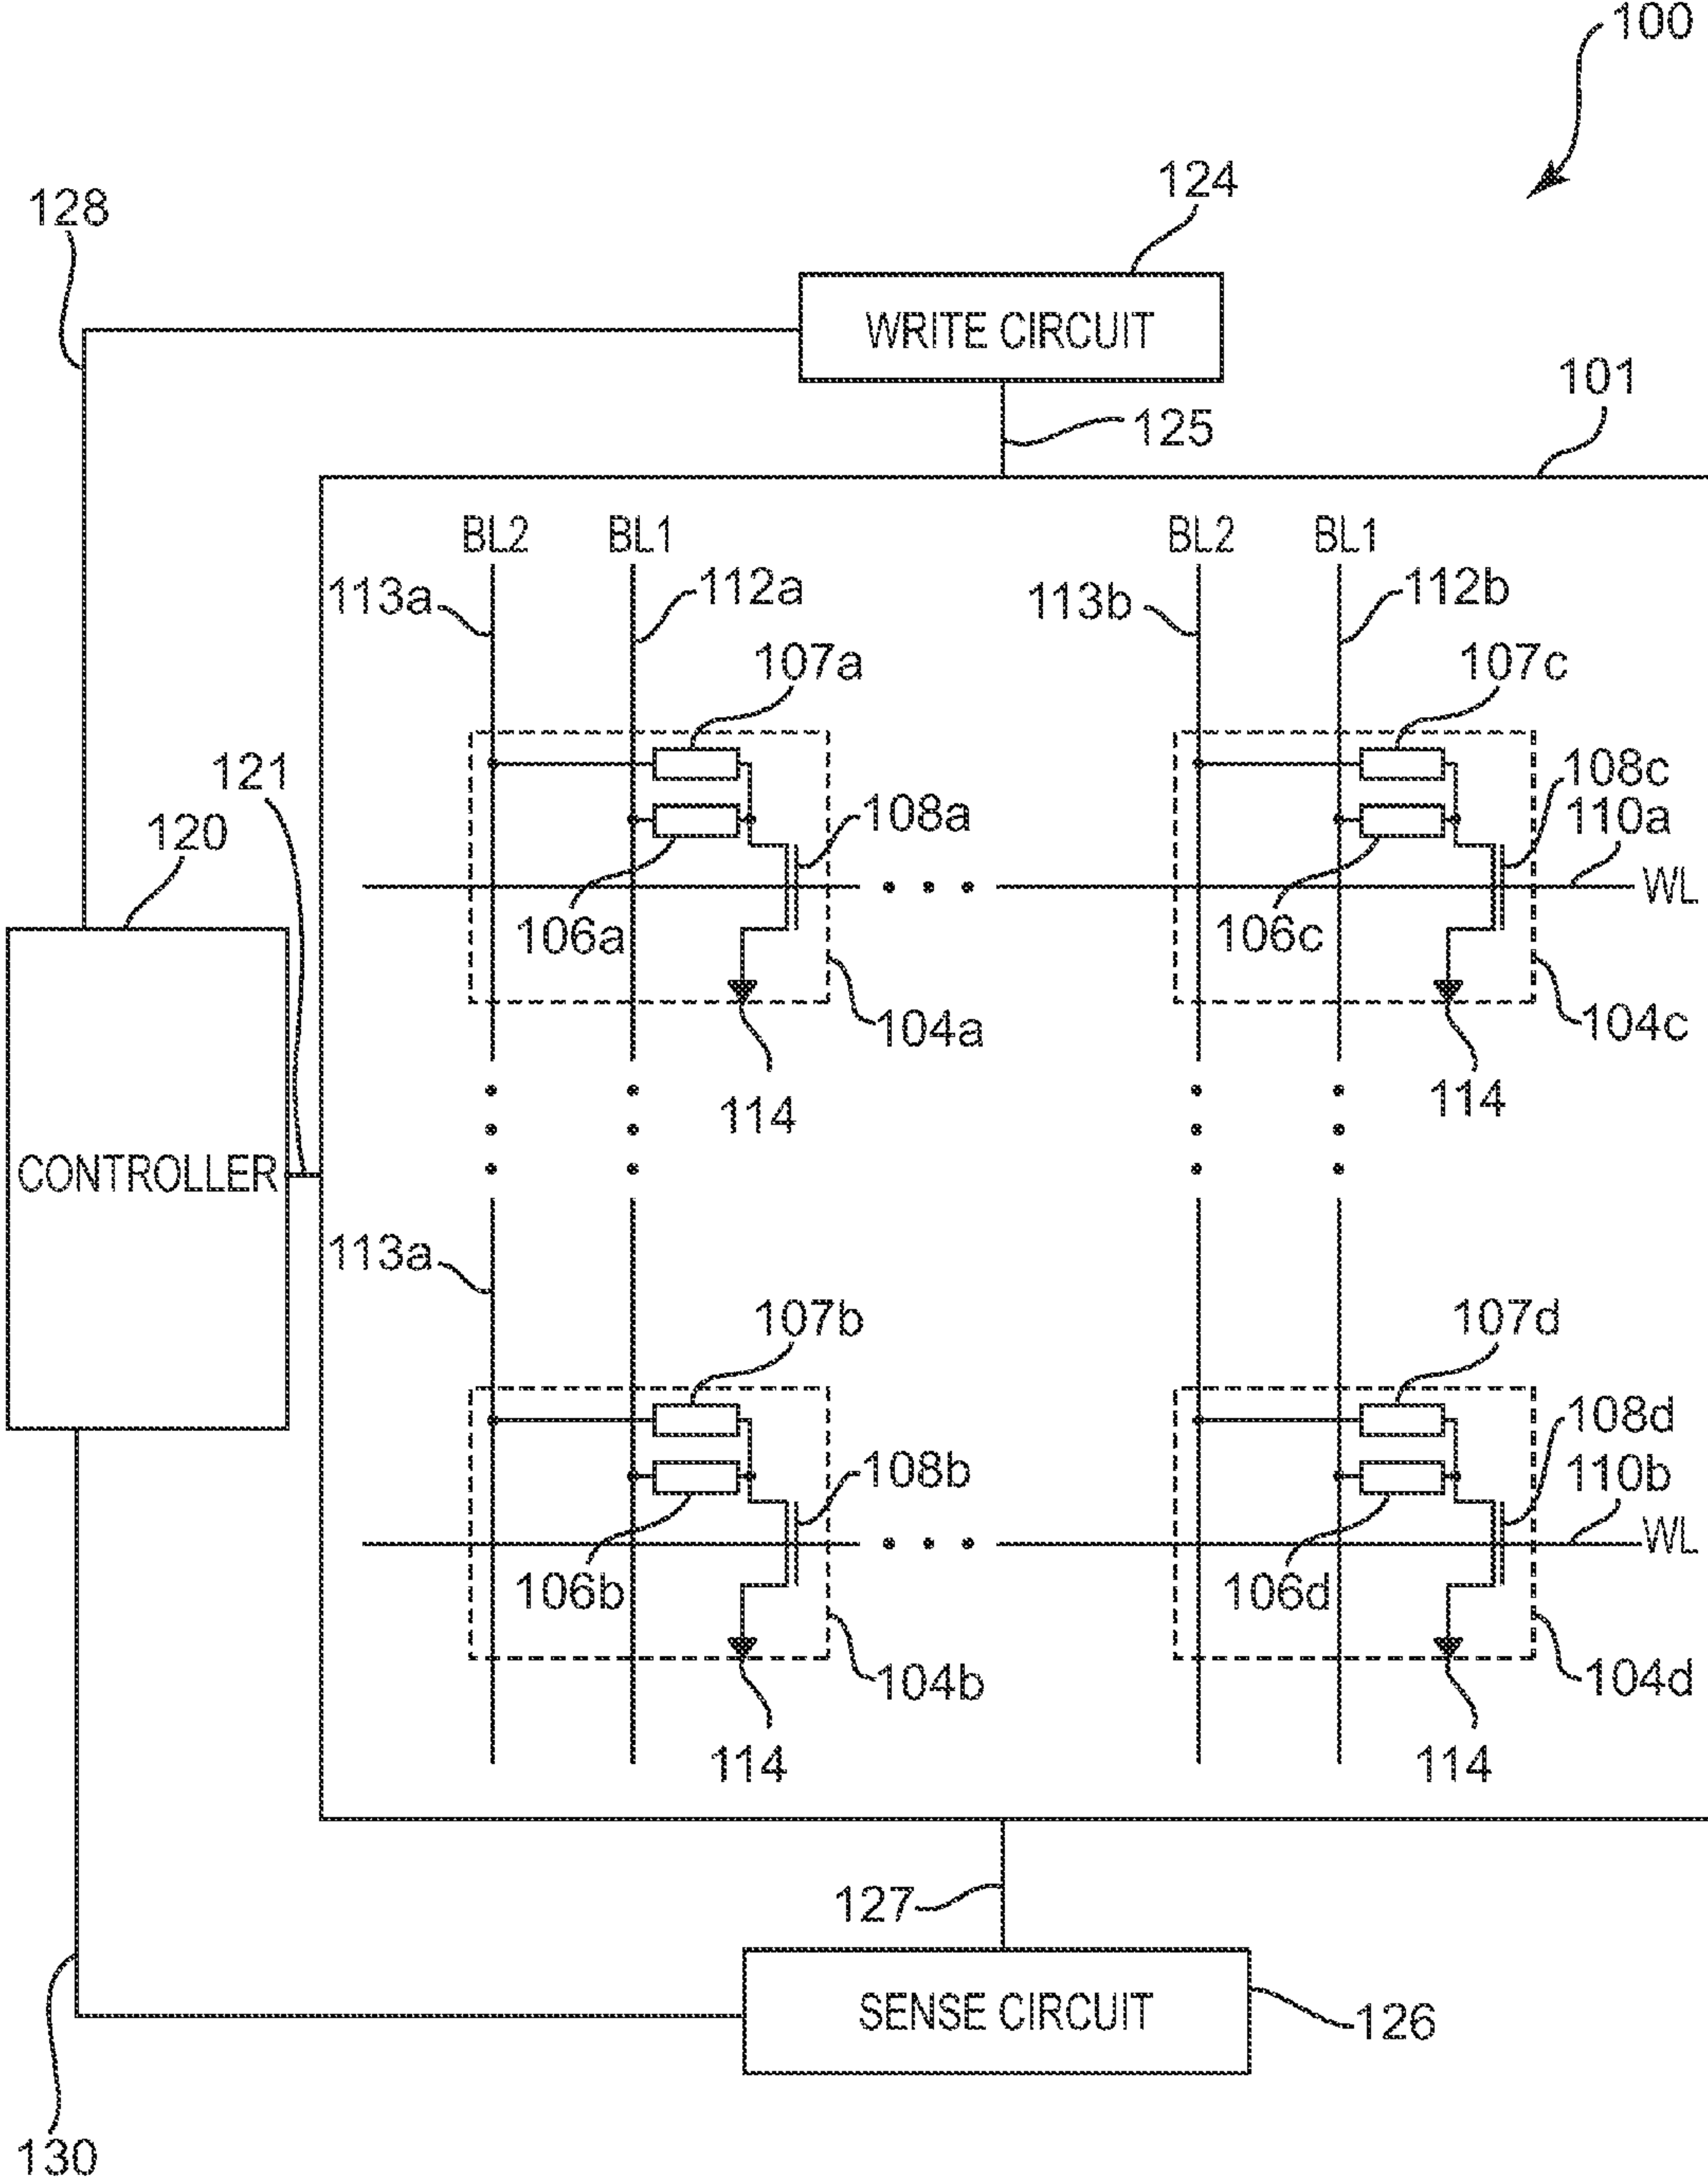 100
124
128
WRITE CIRCUIT
101
125
BL2 BL1 BL2 BL1
113a 112a 113b 112b
107a 107c
121 108c
120 108a 110a
WL
106a 106c
104a 104c
114 114
CONTROLLER
113a
107b 107d
108d
108b 110b
WL
106b 106d
104b 104d
114 114
127
SENSE CIRCUIT
126
130